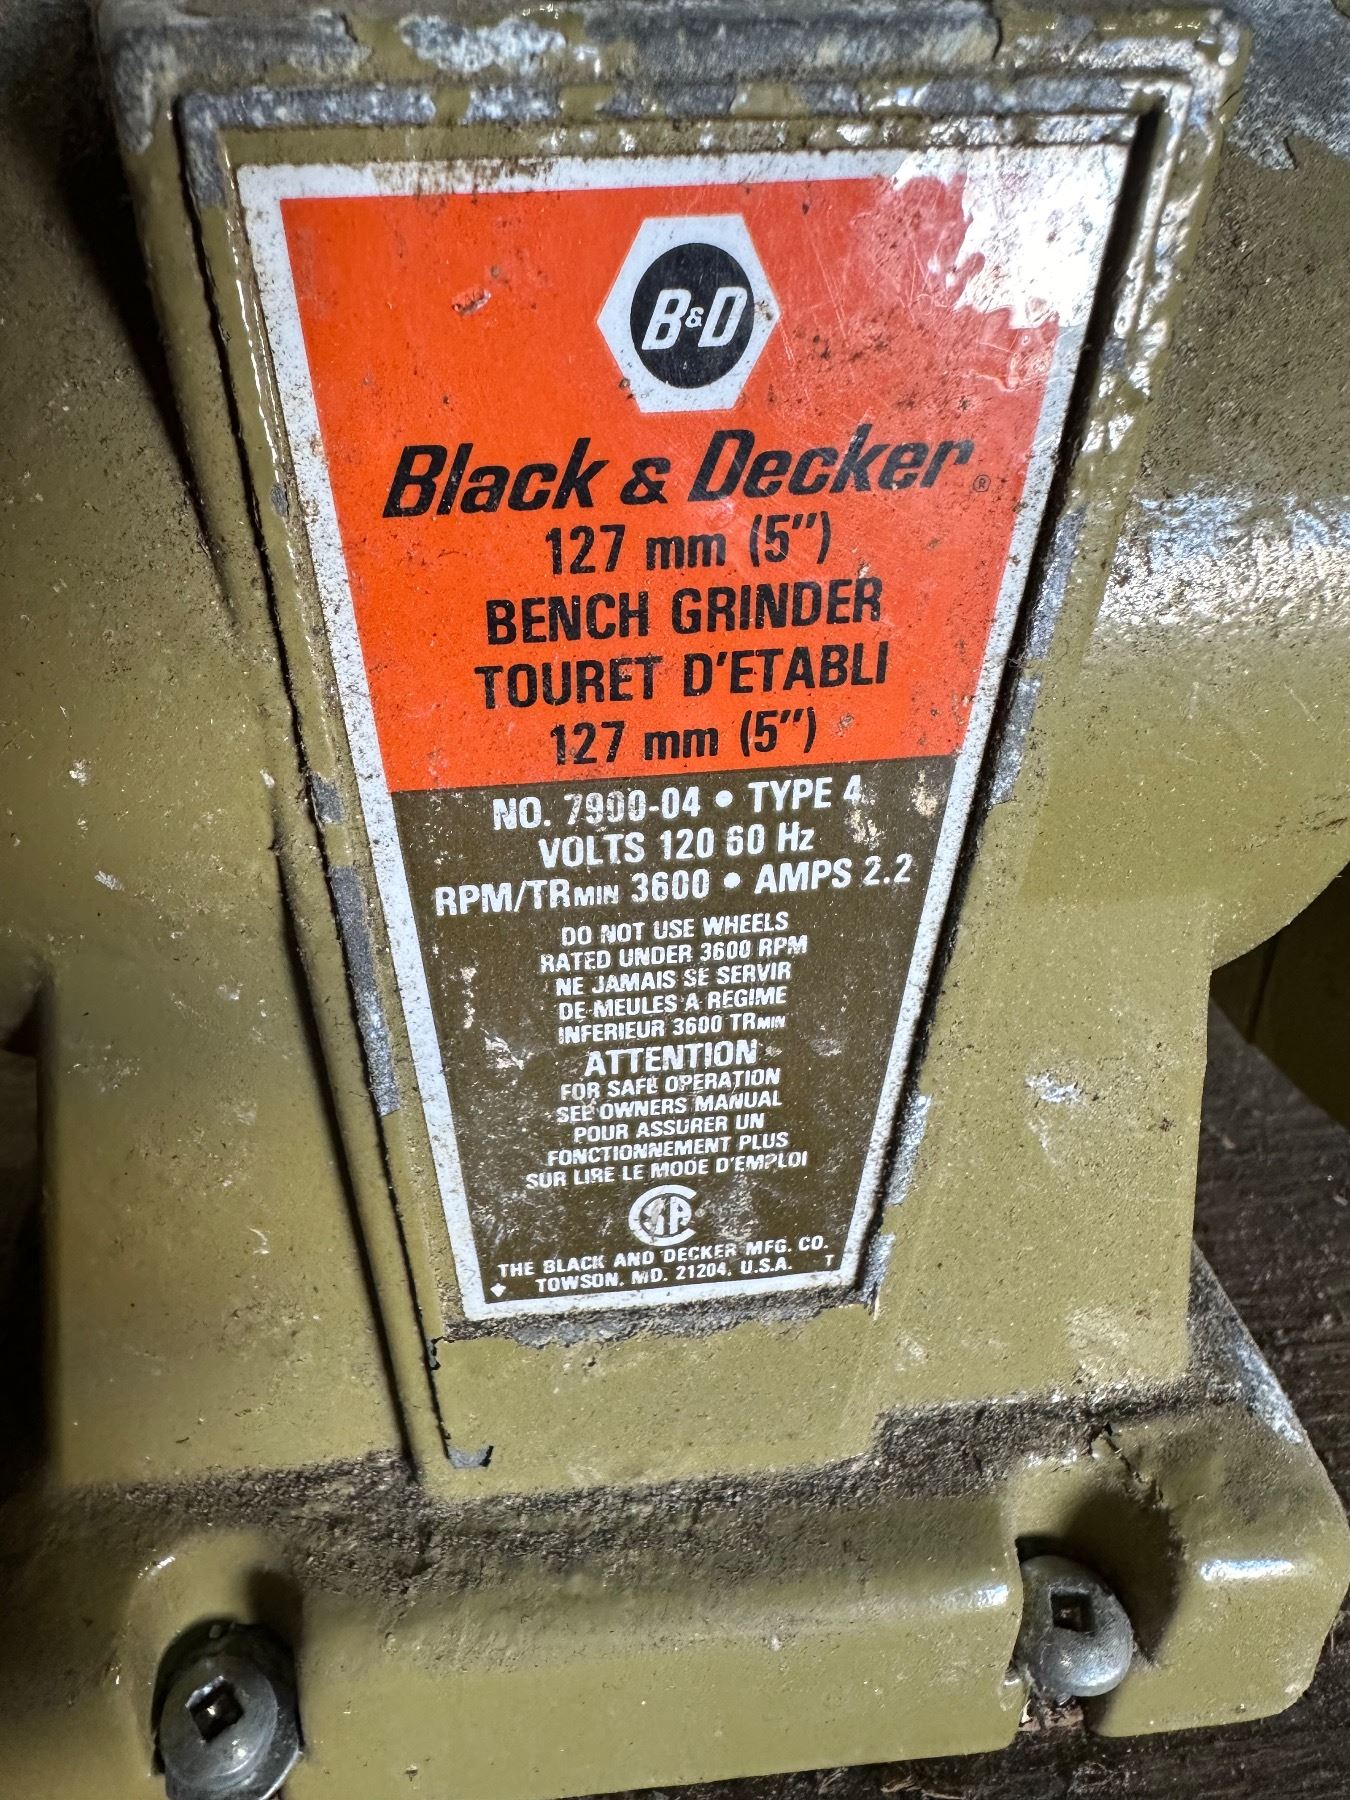 B&D
Black & Decker®
127 mm (5″)
BENCH GRINDER
TOURET D'ETABLI
127 mm (5″)
NO. 7900-04 • TYPE 4
VOLTS 120 60 Hz
RPM/TRMIN 3600 • AMPS 2.2
DO NOT USE WHEELS
RATED UNDER 3600 RPM
NE JAMAIS SE SERVIR
DE MEULES A REGIME
INFERIEUR 3600 TRMIN
ATTENTION
FOR SAFE OPERATION
SEE OWNERS MANUAL
POUR ASSURER UN
FONCTIONNEMENT PLUS
SUR LIRE LE MODE D'EMPLOI
CSA
THE BLACK AND DECKER MFG. CO.
TOWSON, MD. 21204, U.S.A. T